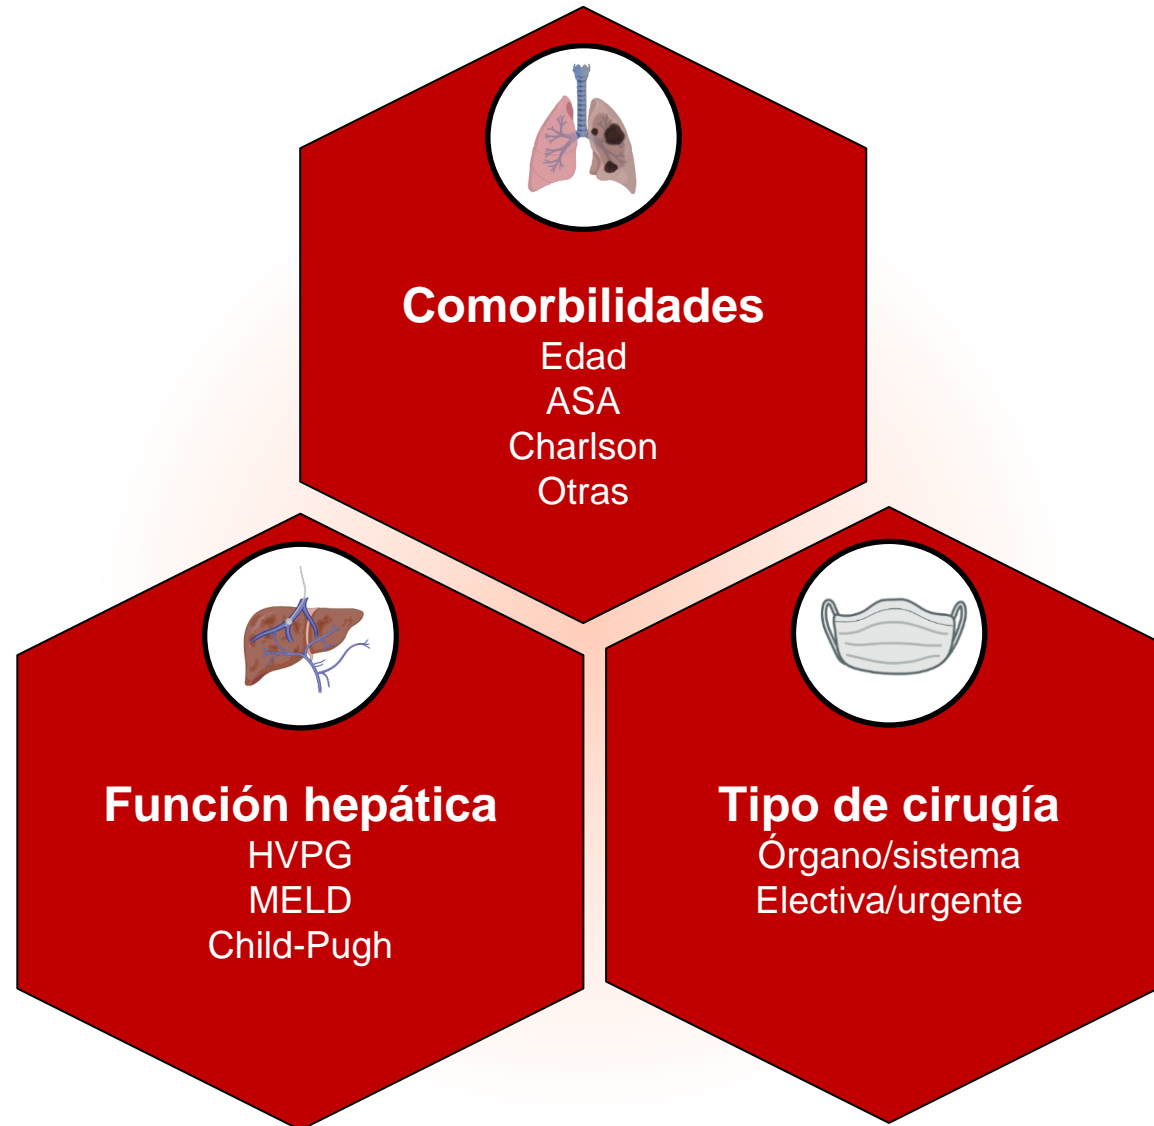 Comorbilidades
Edad
ASA
Charlson
Otras
Función hepática
HVPG
MELD
Child-Pugh
Tipo de cirugía
Órgano/sistema
Electiva/urgente